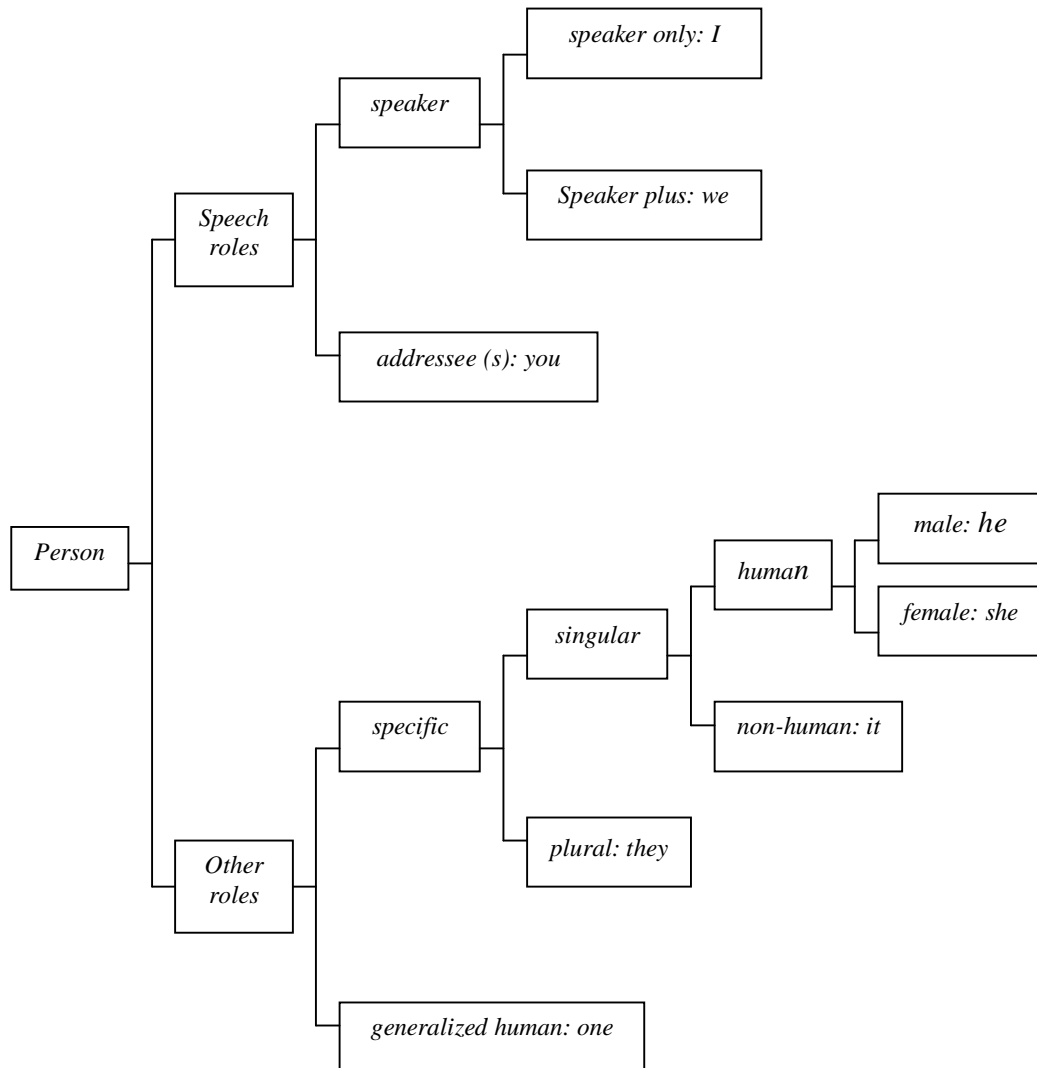 speaker only: I
speaker
Speaker plus: we
Speech
roles
addressee (s): you
Person
male: he
human
female: she
singular
specific
non-human: it
plural: they
Other
roles
generalized human: one